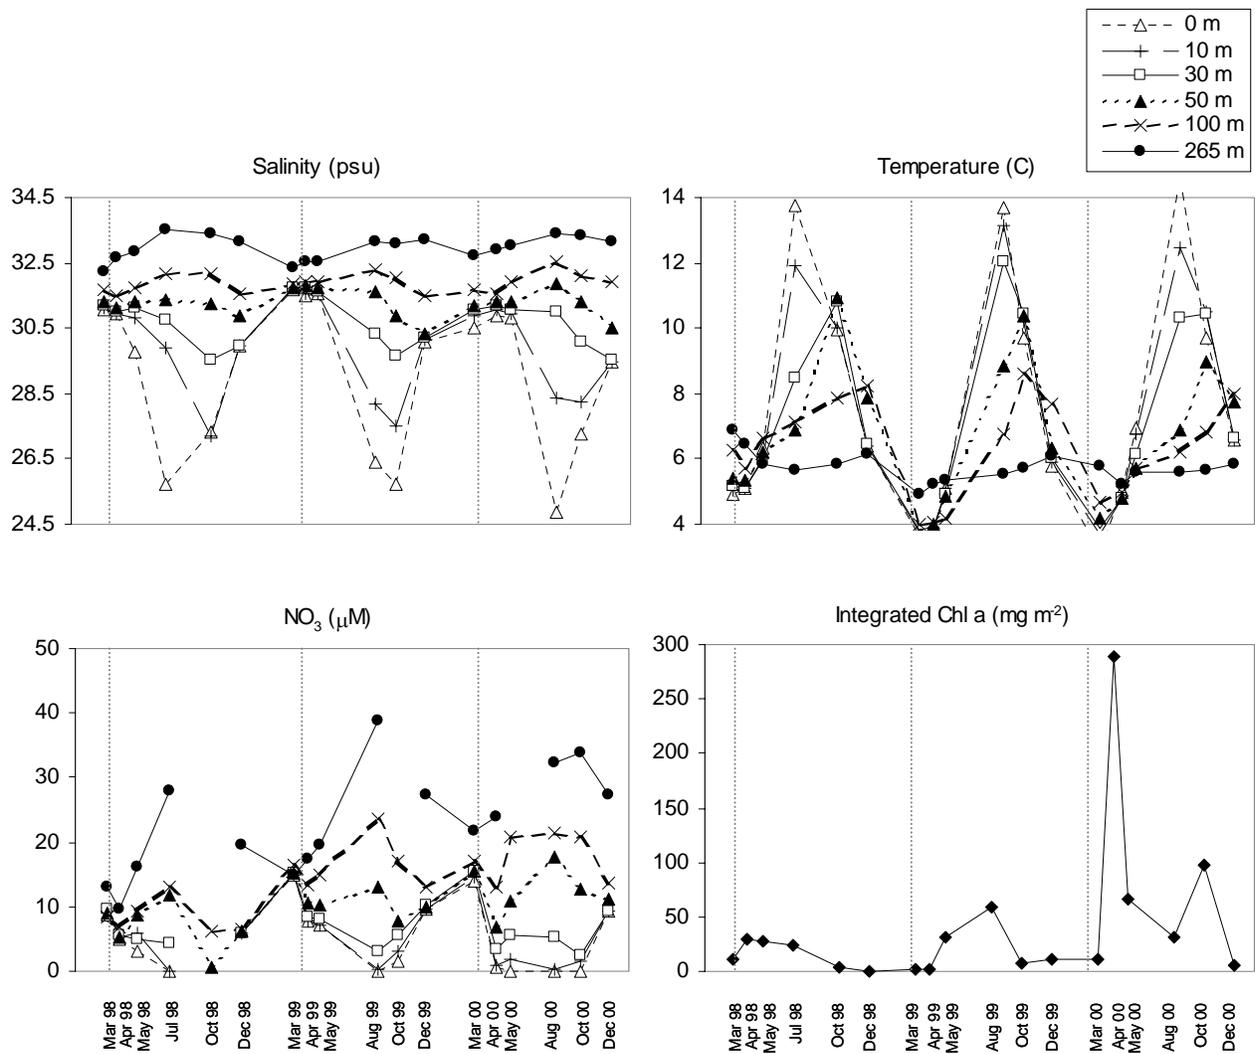 0 m
10 m
30 m
50 m
100 m
265 m
Salinity (psu)
34.5
32.5
30.5
28.5
26.5
24.5
Temperature (C)
14
12
10
8
6
4
NO3 (μM)
50
40
30
20
10
0
Mar 98
Apr 98
May 98
Jul 98
Oct 98
Dec 98
Mar 99
Apr 99
May 99
Aug 99
Oct 99
Dec 99
Mar 00
May 00
Aug 00
Oct 00
Dec 00
Integrated Chl a (mg m-2)
300
250
200
150
100
50
0
Mar 98
Apr 98
May 98
Jul 98
Oct 98
Dec 98
Mar 99
Apr 99
May 99
Aug 99
Oct 99
Dec 99
Mar 00
Apr 00
May 00
Aug 00
Oct 00
Dec 00